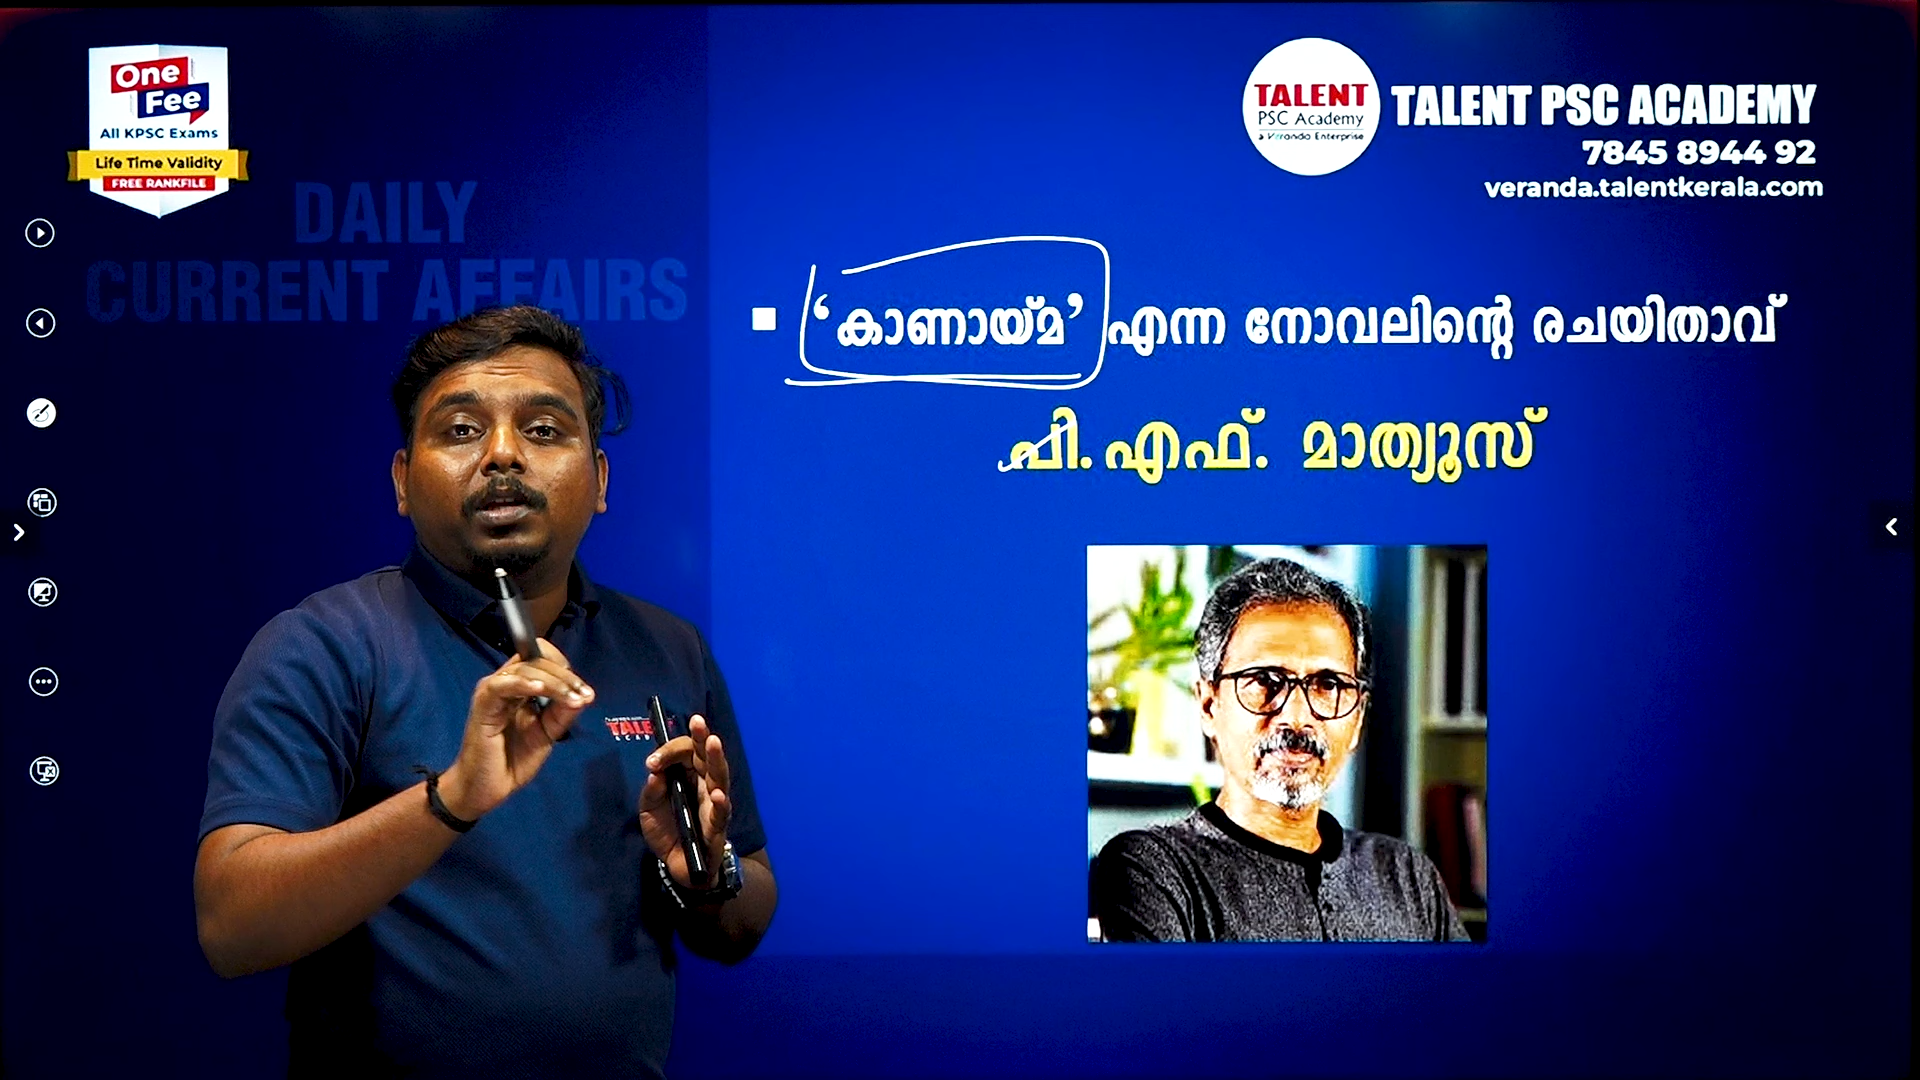 One
Fee
All KPSC Exams
Life Time Validity
FREE RANKFILE
DAILY
CURRENT AFFAIRS
TALENT
PSC Academy
a Veranda Enterprise
TALENT PSC ACADEMY
7845 8944 92
veranda.talentkerala.com
‘കാണായ്മ’ എന്ന നോവലിന്റെ രചയിതാവ്
പി.എഫ്. മാത്യൂസ്